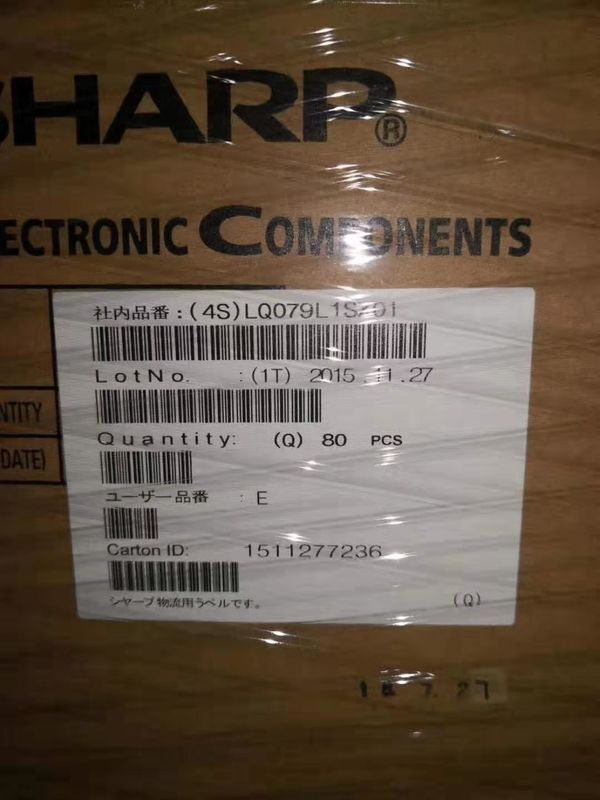 SHARP®
ELECTRONIC COMPONENTS
社内品番:(4S)LQ079L1SX01
LotNo. :(1T) 2015.11.27
NTITY
Quantity: (Q) 80 PCS
DATE)
ユーザー品番 : E
Carton ID: 1511277236
シャープ物流用ラベルです。 (Q)